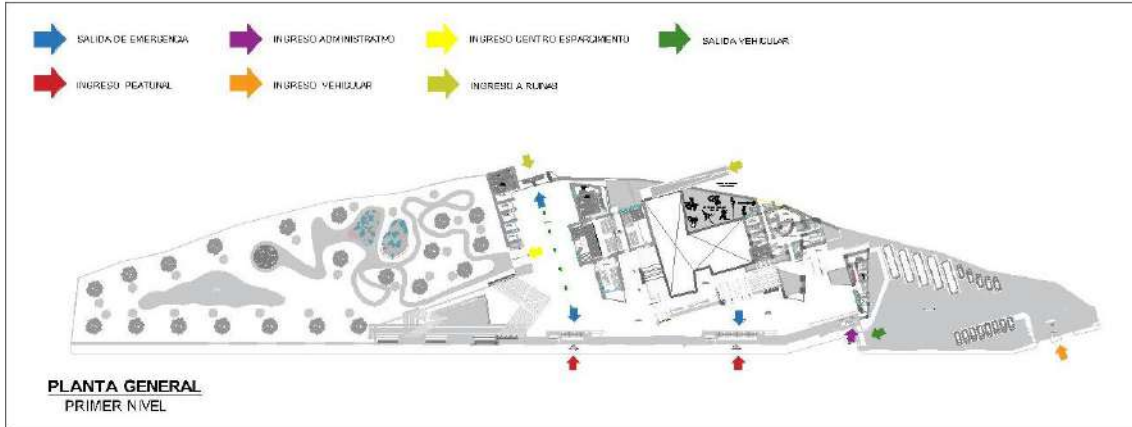 SALIDA DE EMERGENCIA
INGRESO ADMINISTRATIVO
INGRESO CENTRO ESPARCIMIENTO
SALIDA VEHICULAR
INGRESO PEATONAL
INGRESO VEHICULAR
INGRESO A RUINAS
PLANTA GENERAL
PRIMER NIVEL